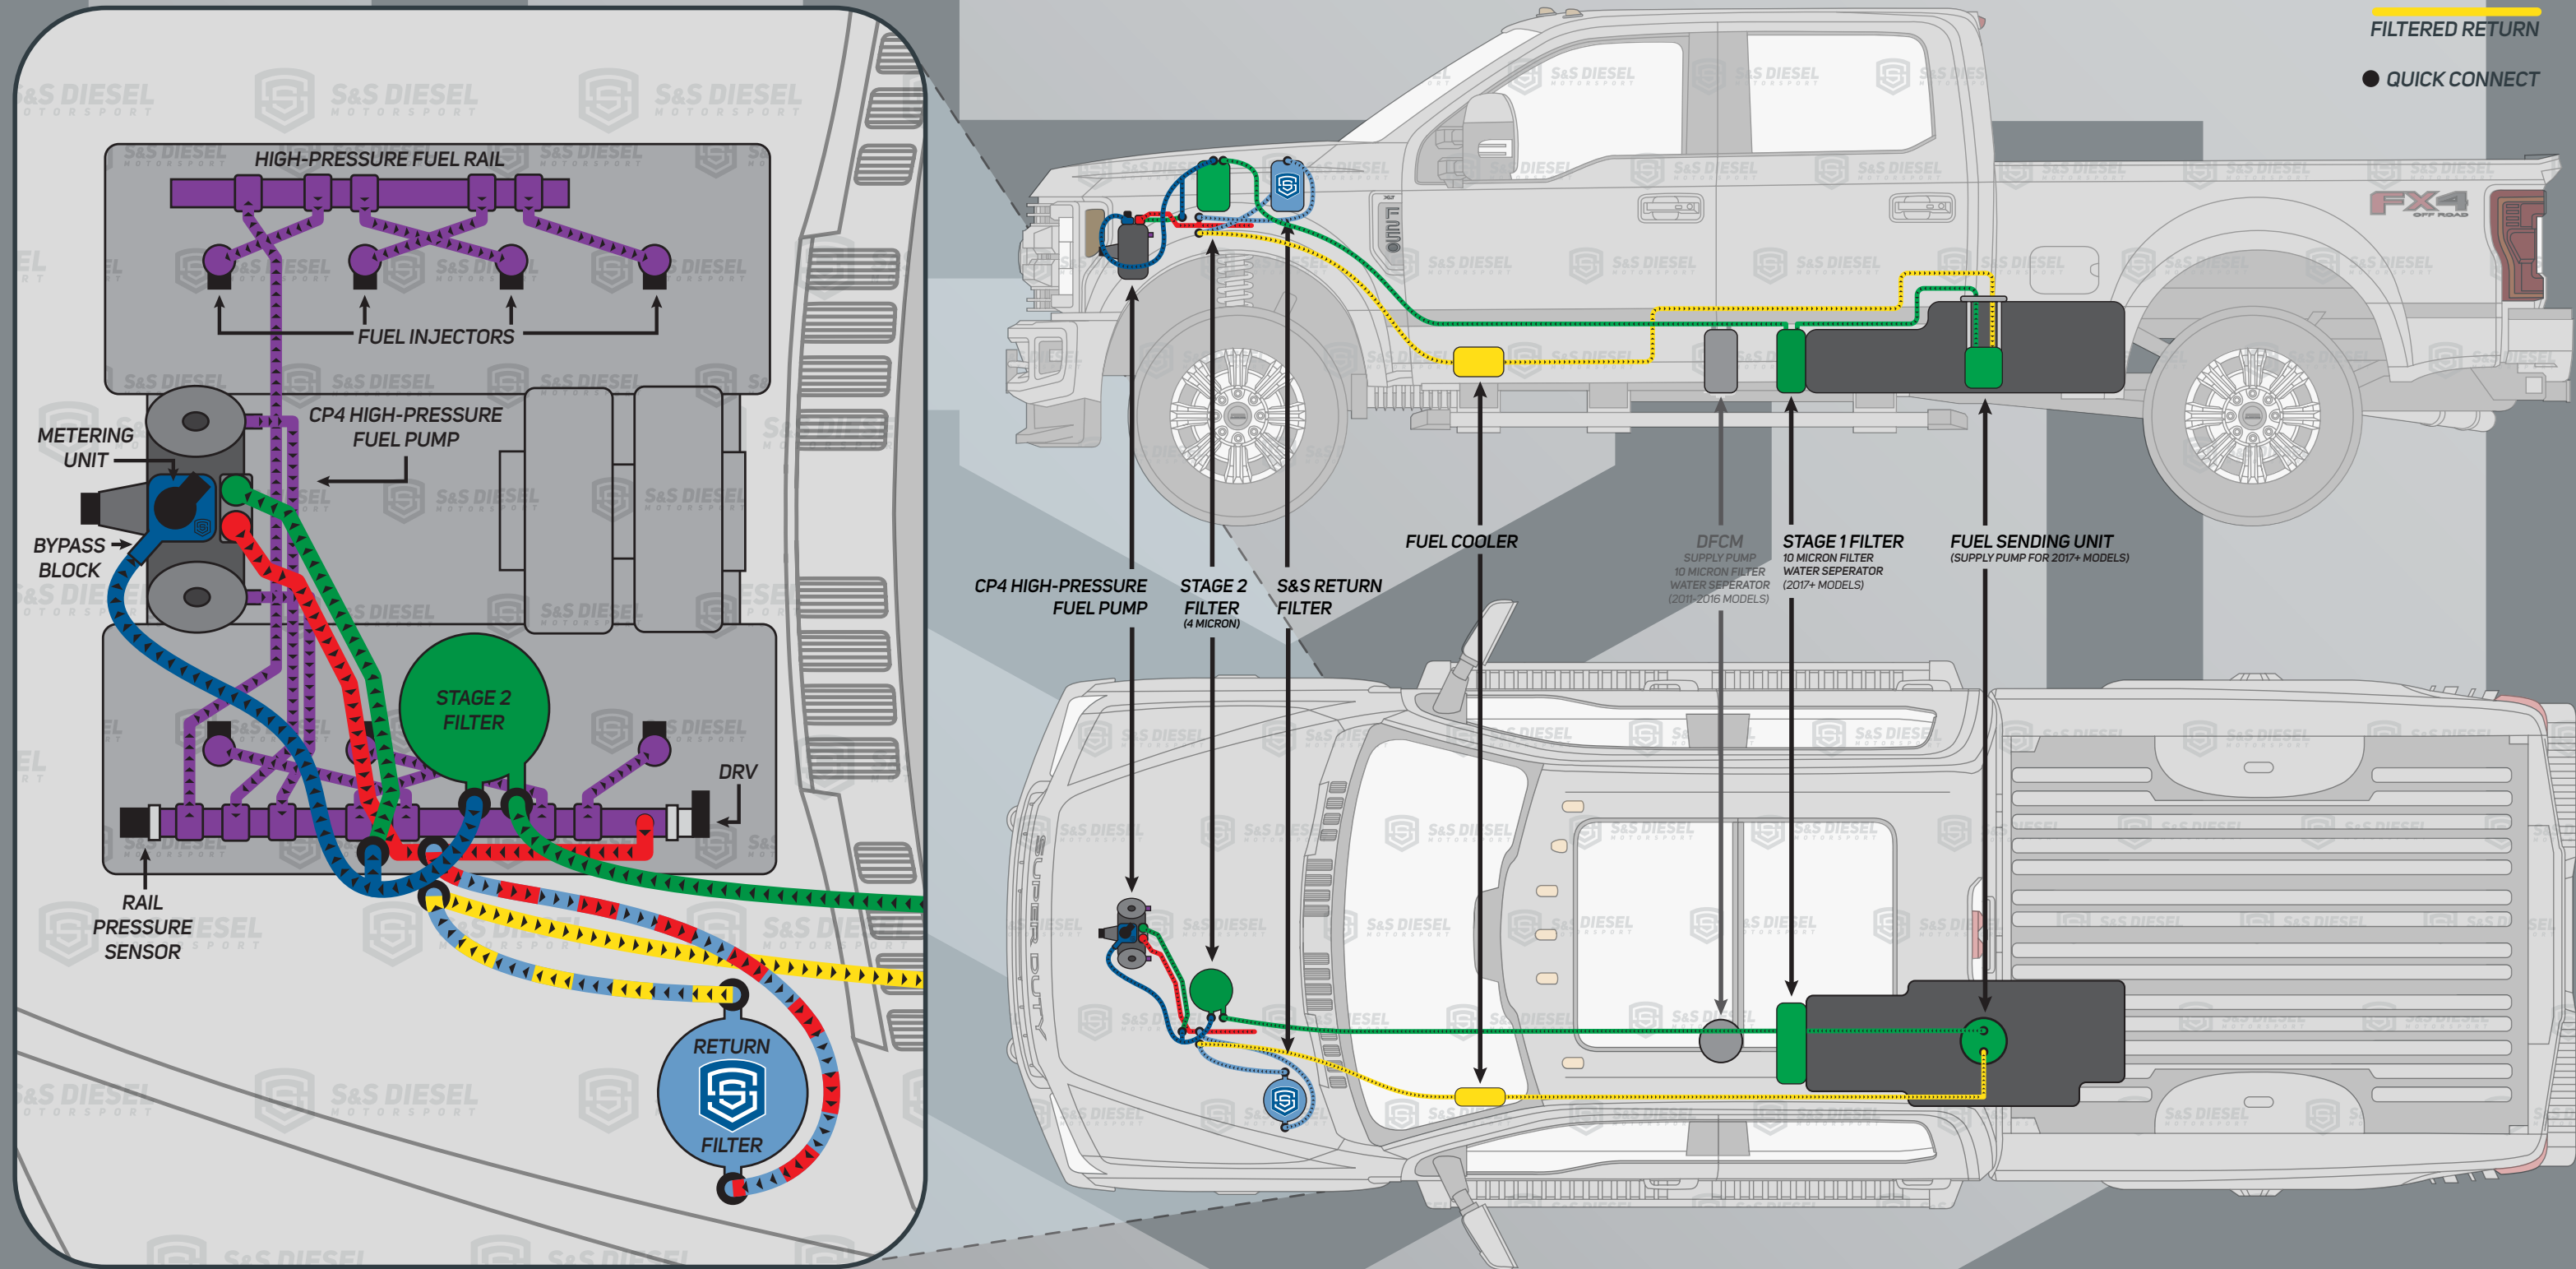 HIGH-PRESSURE FUEL RAIL
FUEL INJECTORS
CP4 HIGH-PRESSURE
FUEL PUMP
METERING
UNIT
BYPASS
BLOCK
STAGE 2
FILTER
DRV
RAIL
PRESSURE
SENSOR
RETURN
FILTER
FILTERED RETURN
QUICK CONNECT
FX4
OFF ROAD
CP4 HIGH-PRESSURE
FUEL PUMP
STAGE 2
FILTER
(4 MICRON)
S&S RETURN
FILTER
FUEL COOLER
DFCM
SUPPLY PUMP
10 MICRON FILTER
WATER SEPERATOR
(2011-2016 MODELS)
STAGE 1 FILTER
10 MICRON FILTER
WATER SEPERATOR
(2017+ MODELS)
FUEL SENDING UNIT
(SUPPLY PUMP FOR 2017+ MODELS)
SUPER DUTY
S&S DIESEL
MOTORSPORT